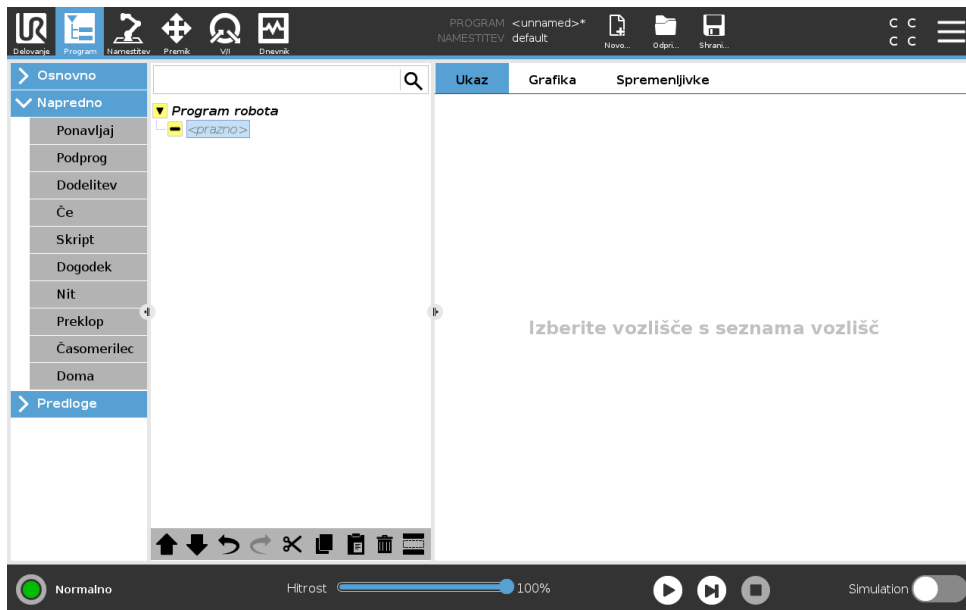 UR
PROGRAM <unnamed>*
NAMESTITEV default
Delovanje Program Namestitev Premik V/I Dnevnik
Novo... Odpri... Shrani...
C C
C C
Osnovno
Napredno
Ponavljaj
Podprog
Dodelitev
Če
Skript
Dogodek
Nit
Preklop
Časomerilec
Doma
Predloge
Program robota
<prazno>
Ukaz Grafika Spremenljivke
Izberite vozlišče s seznama vozlišč
Normalno
Hitrost 100%
Simulation